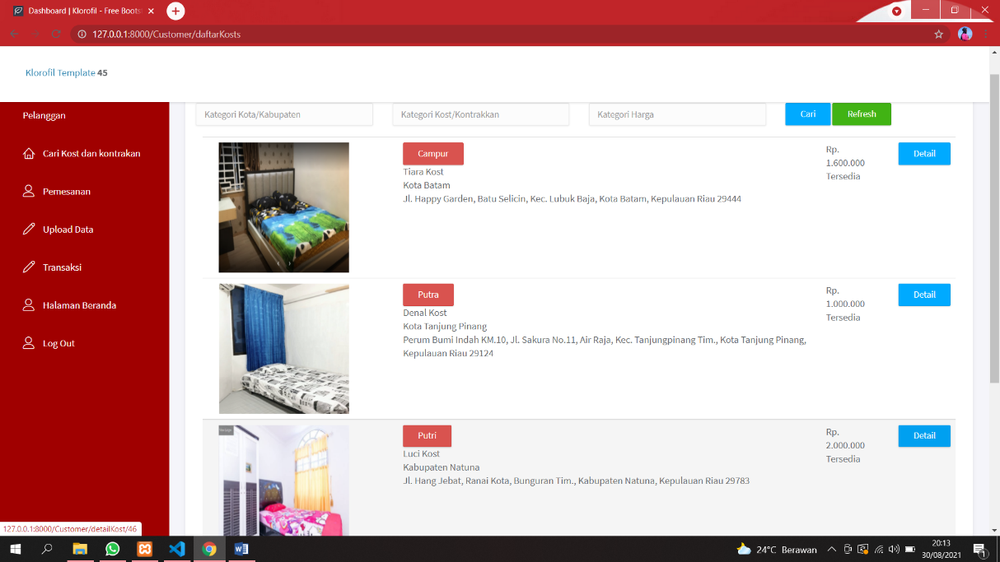 Dashboard | Klorofil - Free Boots
127.0.0.1:8000/Customer/daftarKosts
Klorofil Template 45
Pelanggan
Cari Kost dan kontrakan
Pemesanan
Upload Data
Transaksi
Halaman Beranda
Log Out
Kategori Kota/Kabupaten
Kategori Kost/Kontrakkan
Kategori Harga
Cari
Refresh
Campur
Tiara Kost
Kota Batam
Jl. Happy Garden, Batu Selicin, Kec. Lubuk Baja, Kota Batam, Kepulauan Riau 29444
Rp.
1.600.000
Tersedia
Detail
Putra
Denal Kost
Kota Tanjung Pinang
Perum Bumi Indah KM.10, Jl. Sakura No.11, Air Raja, Kec. Tanjungpinang Tim., Kota Tanjung Pinang,
Kepulauan Riau 29124
Rp.
1.000.000
Tersedia
Detail
Putri
Luci Kost
Kabupaten Natuna
Jl. Hang Jebat, Ranai Kota, Bunguran Tim., Kabupaten Natuna, Kepulauan Riau 29783
Rp.
2.000.000
Tersedia
Detail
127.0.0.1:8000/Customer/detailKost/46
24°C Berawan
20:13
30/08/2021
1